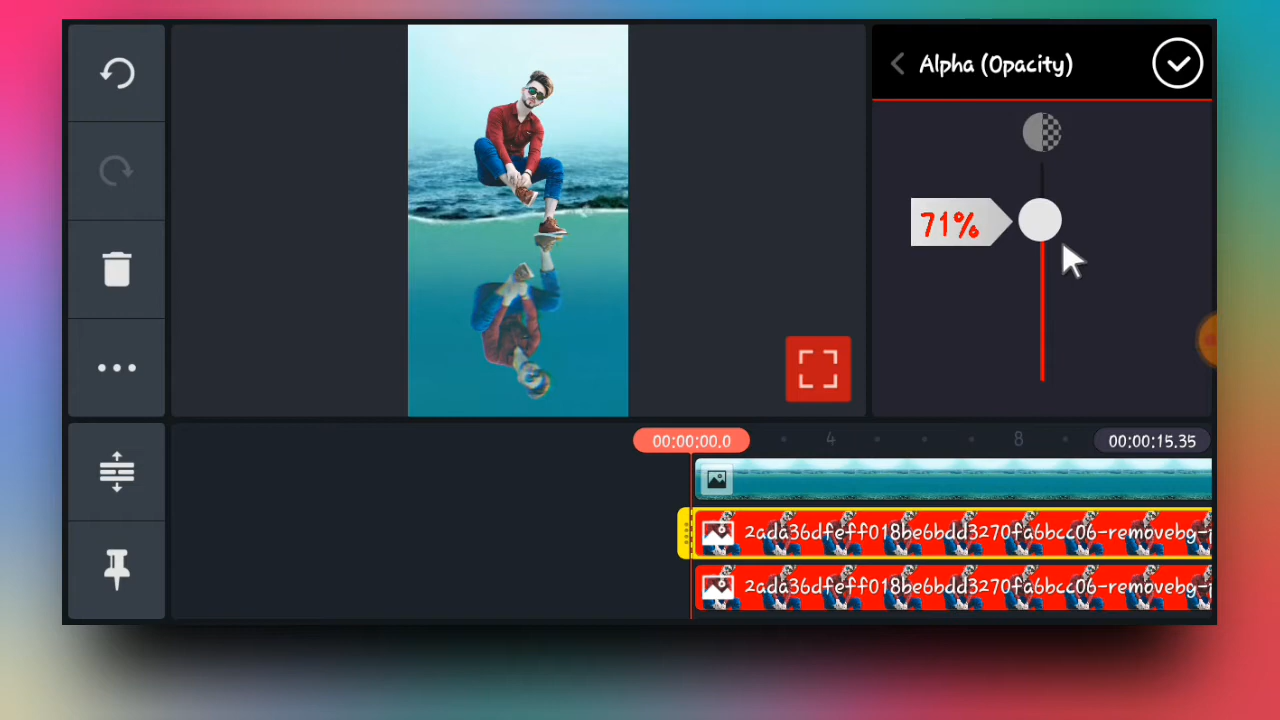 Alpha (Opacity)
71%
00:00:00.0
4
8
00:00:15.35
2ada36dfeff018be6bdd3270fa6bcc06-removebg-
2ada36dfeff018be6bdd3270fa6bcc06-removebg-